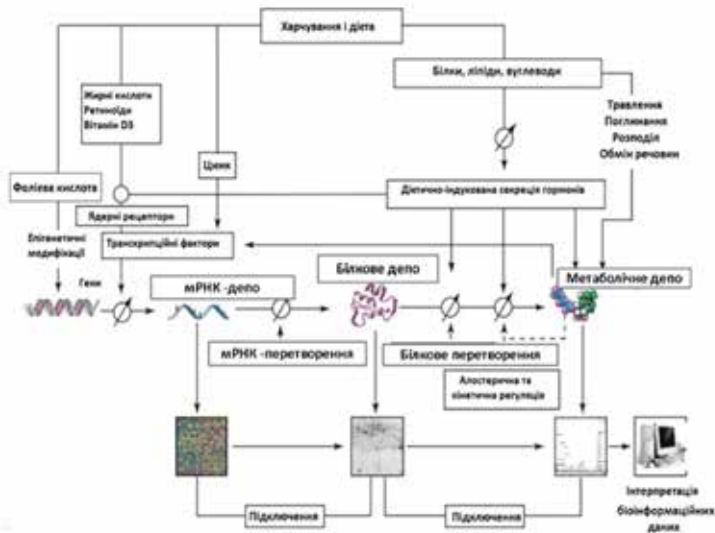 Харчування і дієта
Білки, ліпіди, вуглеводи
Жирні кислоти
Ретиноїди
Вітамін D3
Цинк
Травлення
Поглинання
Розподіл
Обмін речовин
Фолієва кислота
Дієтично-індукована секреція гормонів
Ядерні рецептори
Епігенетичні
модифікації
Транскрипційні фактори
Гени
мРНК -депо
Білкове депо
Метаболічне депо
мРНК -перетворення
Білкове перетворення
Алостерична та
кінетична регуляція
Підключення
Підключення
Інтерпретація
біоінформаційних
даних